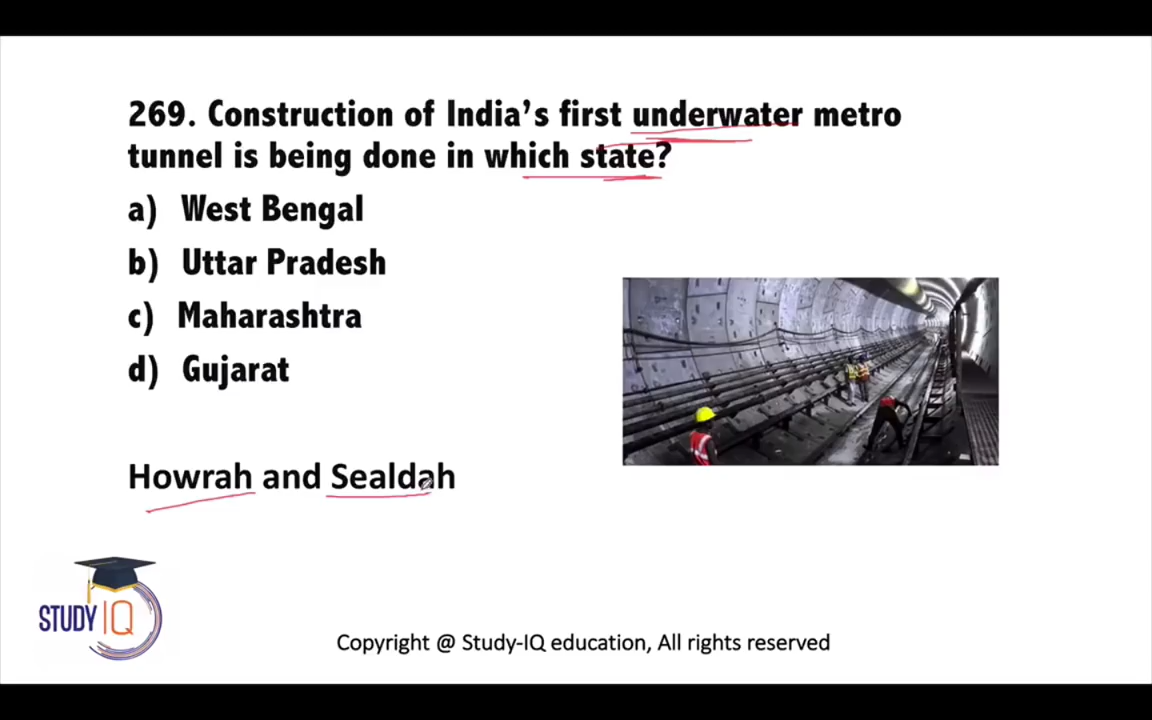 269. Construction of India's first underwater metro
tunnel is being done in which state?
a) West Bengal
b) Uttar Pradesh
c) Maharashtra
d) Gujarat
Howrah and Sealdah
STUDY IQ
Copyright @ Study-IQ education, All rights reserved